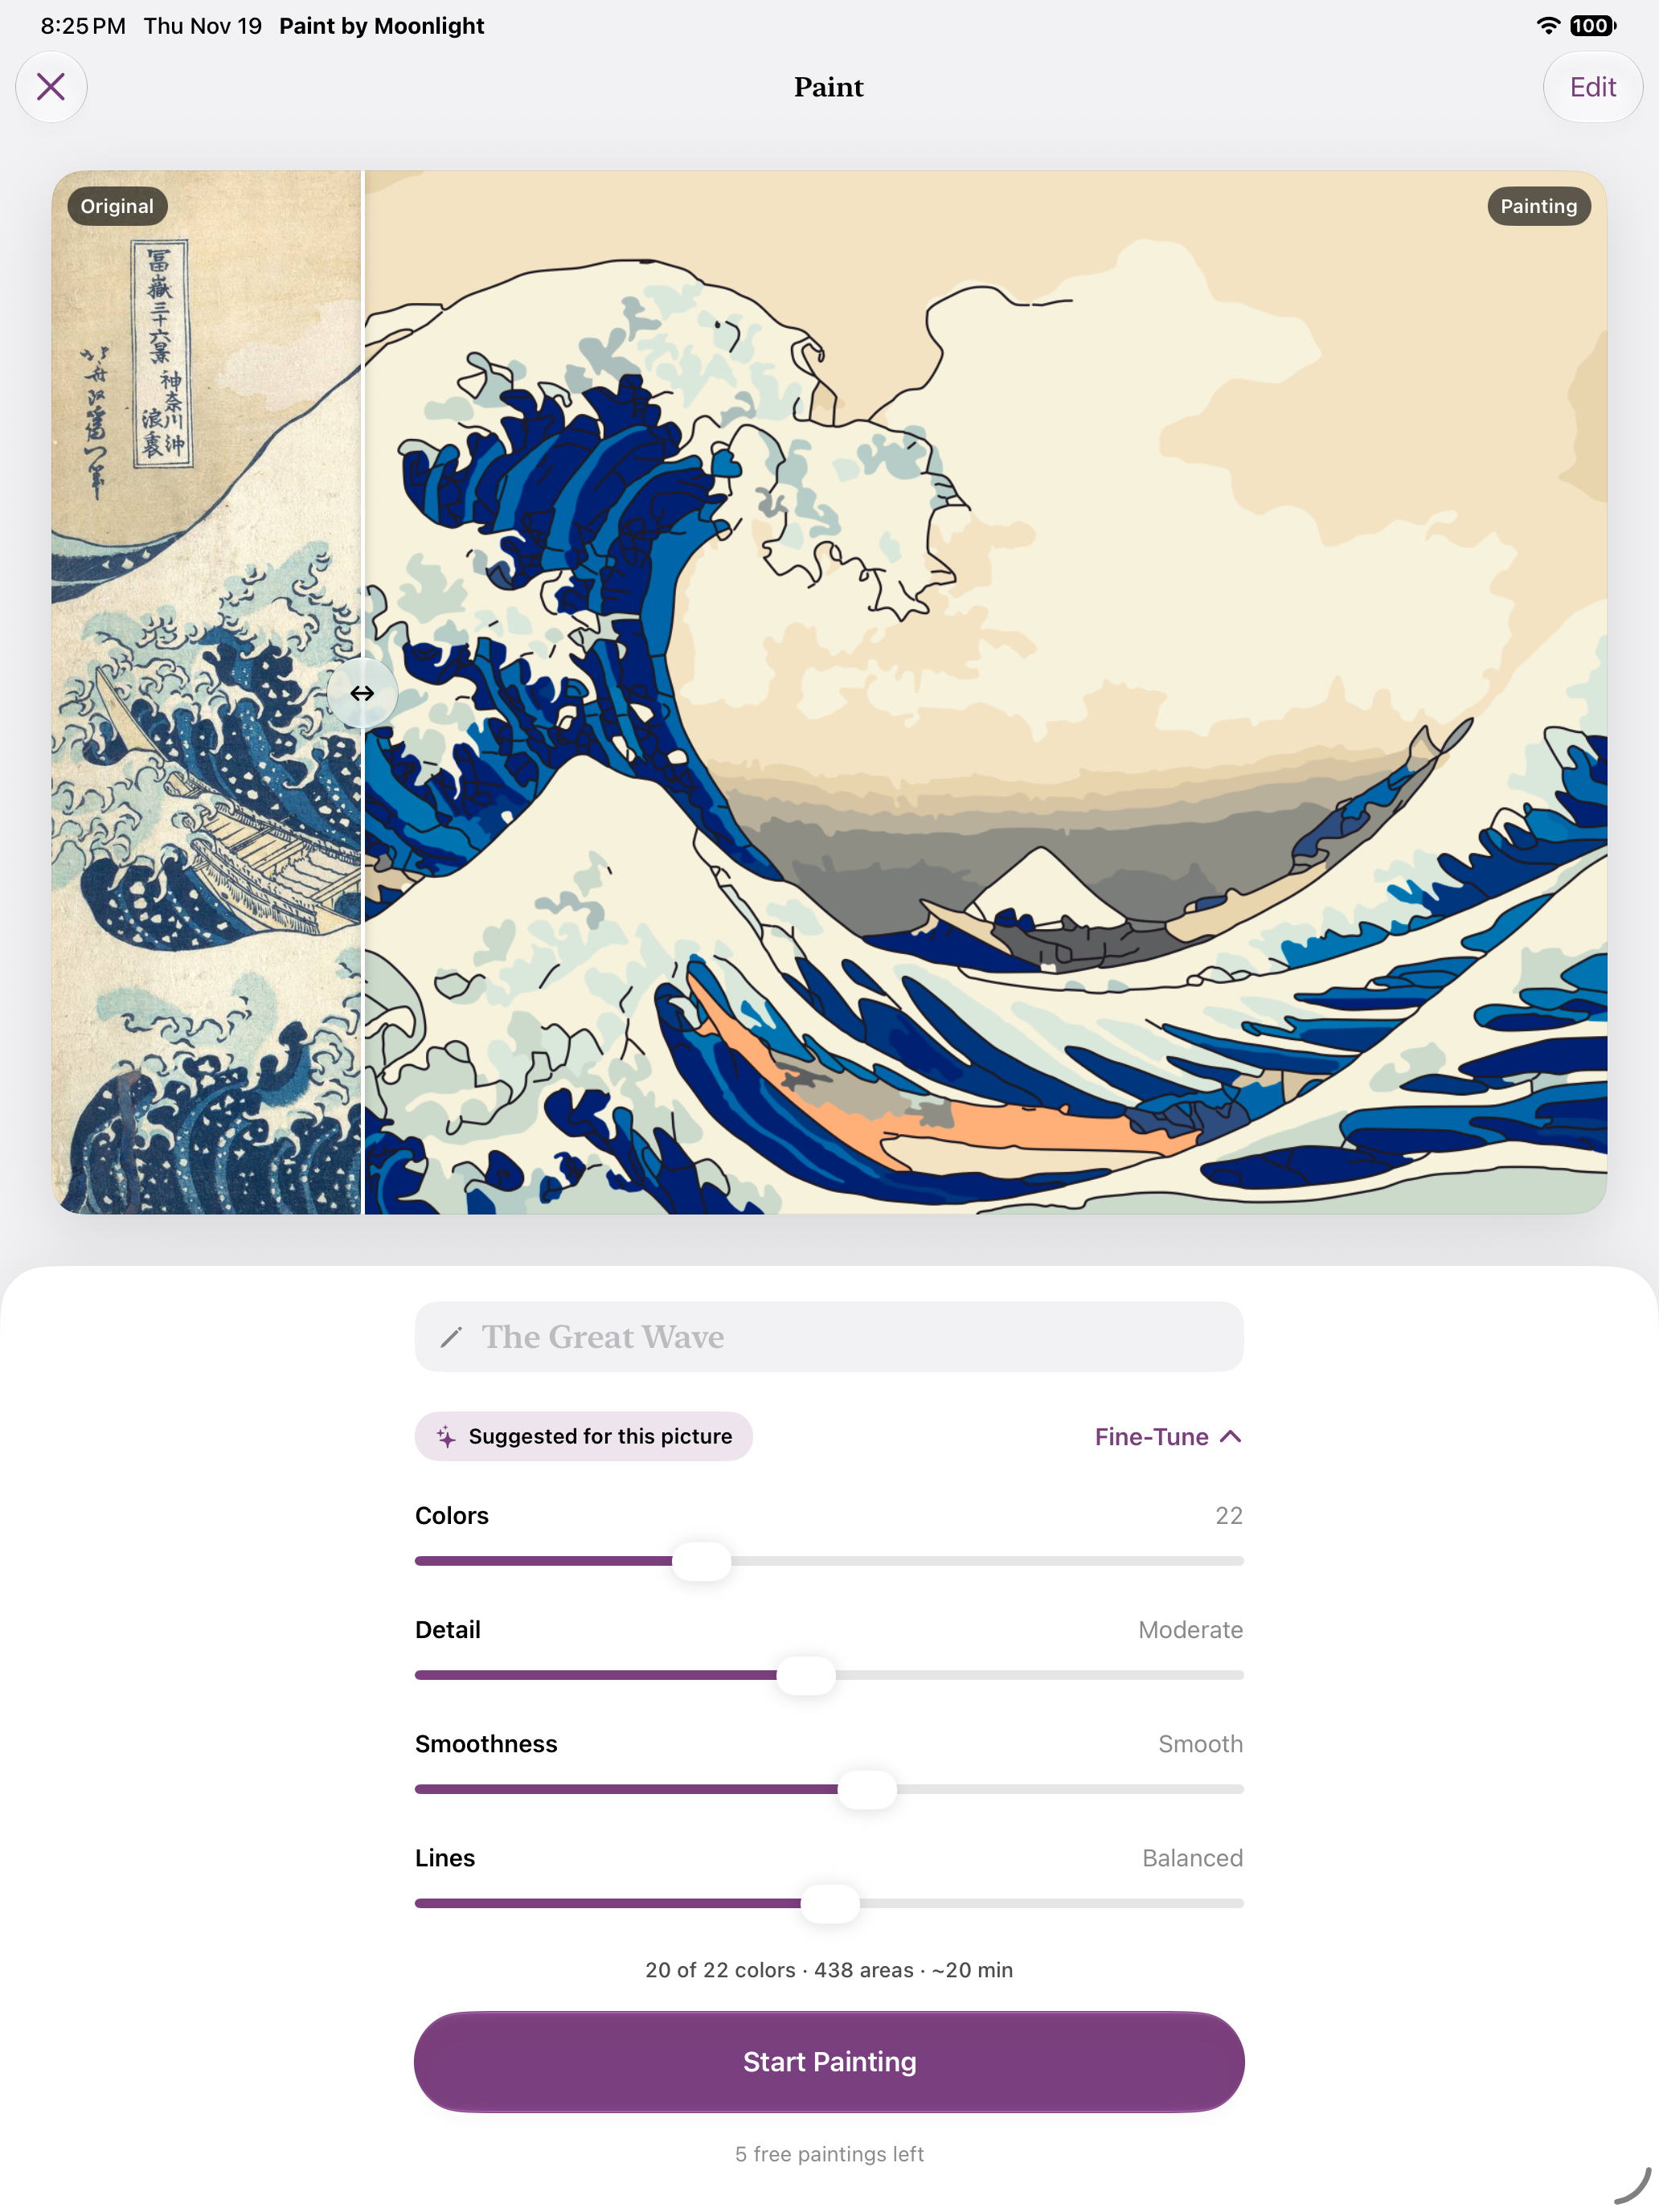 8:25 PM Thu Nov 19 Paint by Moonlight
100
Paint
Edit
Original
Painting
冨嶽三十六景
神奈川沖
浪裏
The Great Wave
Suggested for this picture
Fine-Tune
Colors
22
Detail
Moderate
Smoothness
Smooth
Lines
Balanced
20 of 22 colors · 438 areas · ~20 min
Start Painting
5 free paintings left